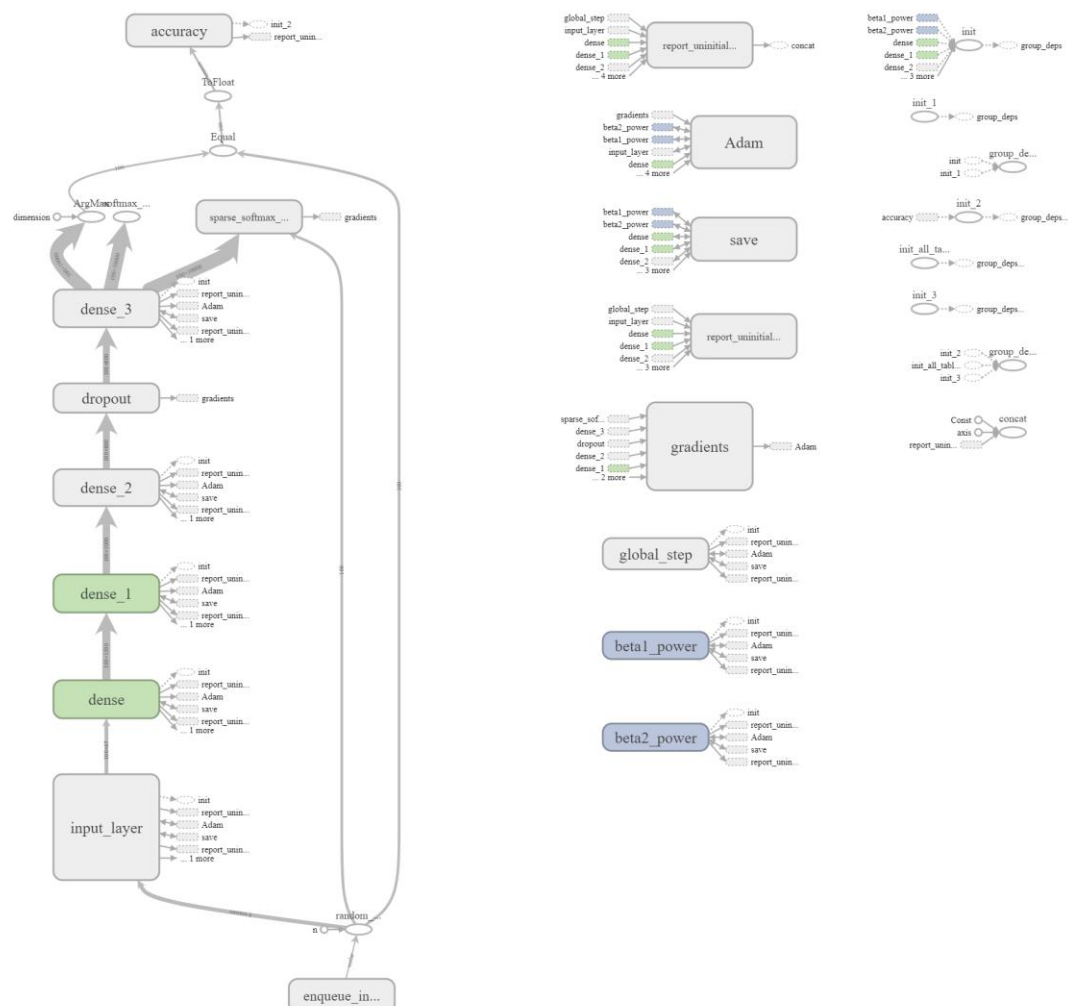 accuracy
init_2
report_unin...
ToFloat
Equal
dimension
ArgMax
softmax_...
sparse_softmax_...
gradients
dense_3
init
report_unin...
Adam
save
report_unin...
... 1 more
dropout
gradients
dense_2
init
report_unin...
Adam
save
report_unin...
... 1 more
dense_1
init
report_unin...
Adam
save
report_unin...
... 1 more
dense
init
report_unin...
Adam
save
report_unin...
... 1 more
input_layer
init
report_unin...
Adam
save
report_unin...
... 1 more
random_...
n
enqueue_in...
global_step
input_layer
dense
dense_1
dense_2
... 4 more
report_uninitial...
concat
gradients
beta2_power
beta1_power
input_layer
dense
... 4 more
Adam
beta1_power
beta2_power
dense
dense_1
dense_2
... 3 more
save
global_step
input_layer
dense
dense_1
dense_2
... 3 more
report_uninitial...
sparse_sof...
dense_3
dropout
dense_2
dense_1
... 2 more
gradients
Adam
global_step
init
report_unin...
Adam
save
report_unin...
beta1_power
init
report_unin...
Adam
save
report_unin...
beta2_power
init
report_unin...
Adam
save
report_unin...
beta1_power
beta2_power
dense
dense_1
dense_2
... 3 more
init
group_deps
init_1
group_deps
init
init_1
group_de...
accuracy
init_2
group_deps...
init_all_ta...
group_deps...
init_3
group_deps...
init_2
init_all_tabl...
init_3
group_de...
Const
axis
report_unin...
concat